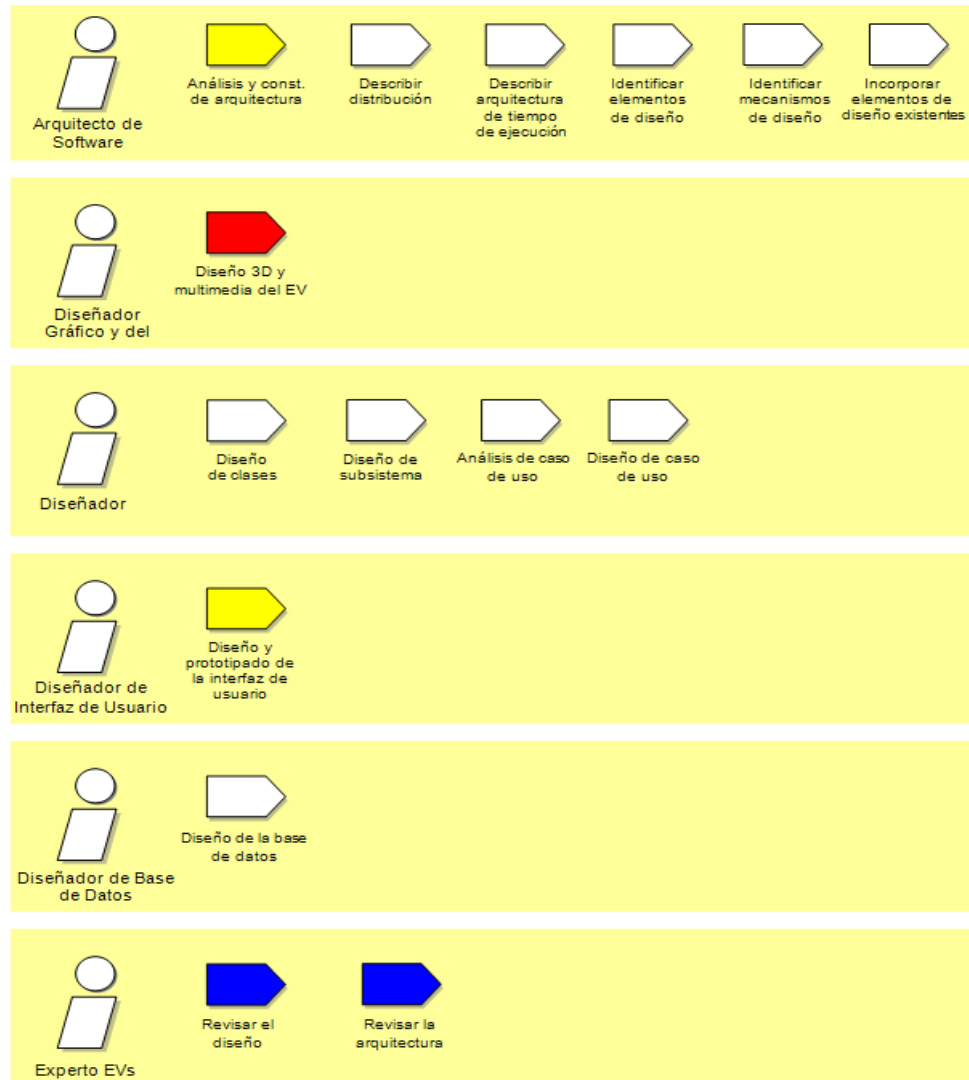 Análisis y const.
de arquitectura
Describir
distribución
Describir
arquitectura
de tiempo
de ejecución
Identificar
elementos
de diseño
Identificar
mecanismos
de diseño
Incorporar
elementos de
diseño existentes
Arquitecto de
Software
Diseño 3D y
multimedia del EV
Diseñador
Gráfico y del
Diseño
de clases
Diseño de
subsistema
Análisis de caso
de uso
Diseño de caso
de uso
Diseñador
Diseño y
prototipado de
la interfaz de
usuario
Diseñador de
Interfaz de Usuario
Diseño de la base
de datos
Diseñador de Base
de Datos
Revisar el
diseño
Revisar la
arquitectura
Experto EVs